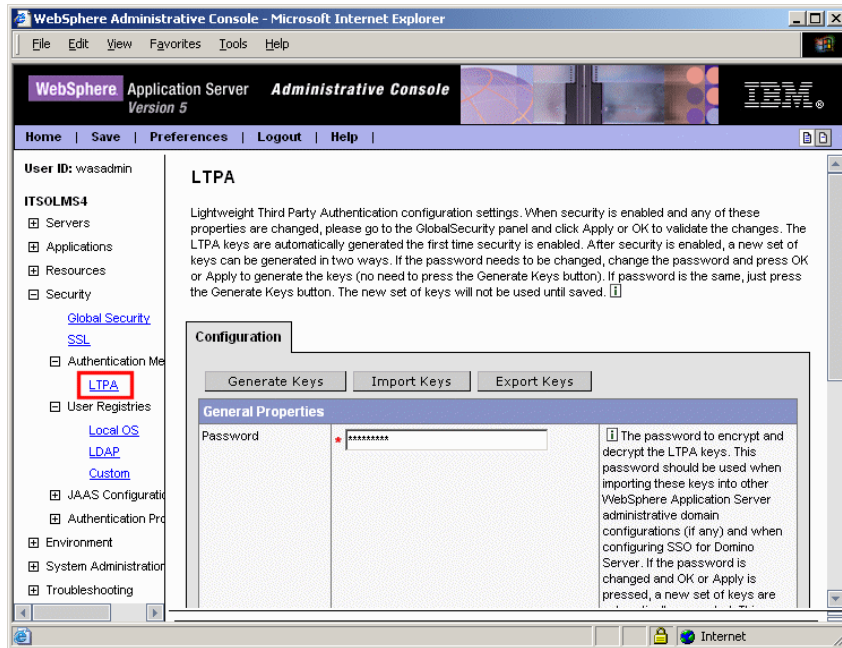 WebSphere Administrative Console - Microsoft Internet Explorer
File Edit View Favorites Tools Help
WebSphere. Application Server Administrative Console
Version 5
IBM®
Home | Save | Preferences | Logout | Help |
User ID: wasadmin
ITSOLMS4
Servers
Applications
Resources
Security
Global Security
SSL
Authentication Me
LTPA
User Registries
Local OS
LDAP
Custom
JAAS Configuratio
Authentication Pro
Environment
System Administration
Troubleshooting
LTPA
Lightweight Third Party Authentication configuration settings. When security is enabled and any of these
properties are changed, please go to the GlobalSecurity panel and click Apply or OK to validate the changes. The
LTPA keys are automatically generated the first time security is enabled. After security is enabled, a new set of
keys can be generated in two ways. If the password needs to be changed, change the password and press OK
or Apply to generate the keys (no need to press the Generate Keys button). If password is the same, just press
the Generate Keys button. The new set of keys will not be used until saved. i
Configuration
Generate Keys Import Keys Export Keys
General Properties
Password
* *********
i The password to encrypt and
decrypt the LTPA keys. This
password should be used when
importing these keys into other
WebSphere Application Server
administrative domain
configurations (if any) and when
configuring SSO for Domino
Server. If the password is
changed and OK or Apply is
pressed, a new set of keys are
Internet